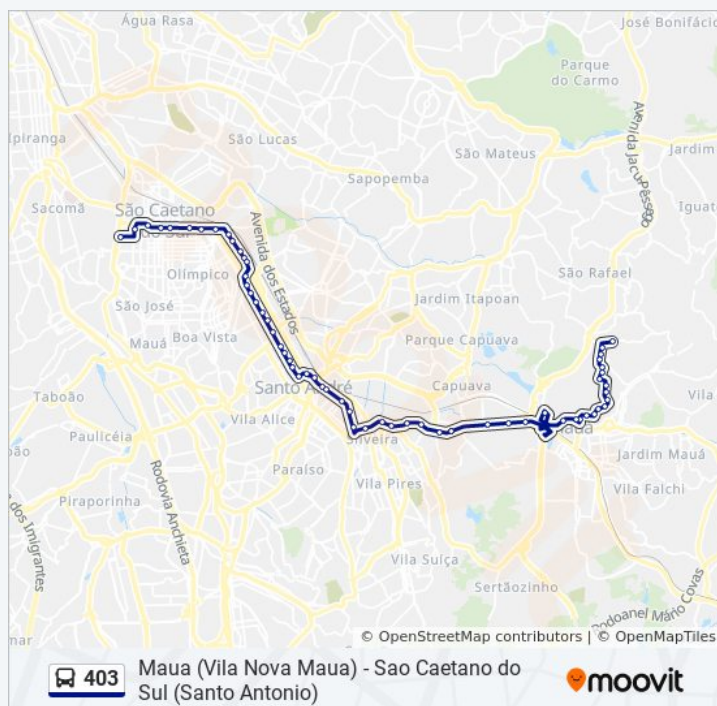 Água Rasa
José Bonifácio
Parque
do Carmo
Ipiranga
São Lucas
São Mateus
Jardim
Sapopemba
Avenida Jacu Pêssego
Sacomã
São Caetano
do Sul
Iguat
Avenida dos Estados
São Rafael
Olímpico
Jardim Itapoan
São José
Boa Vista
Mauá
Parque Capuava
Taboão
Santo André
Capuava
Vila
Vila Alice
Paulicéia
Silveira
Jardim Mauá
Paraíso
Vila Falchi
Vila Pires
Piraporinha
Rodovia Anchieta
dos Imigrantes
Vila Suíça
Sertãozinho
Rodoanel Mário Covas
mar
© OpenStreetMap contributors | © OpenMapTiles
403
Maua (Vila Nova Maua) - Sao Caetano do
Sul (Santo Antonio)
moovit